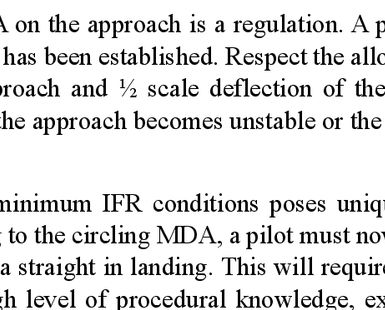 A on the approach is a regulation. A p
has been established. Respect the allo
proach and ½ scale deflection of the
the approach becomes unstable or the
minimum IFR conditions poses uniqu
g to the circling MDA, a pilot must nov
a straight in landing. This will require
gh level of procedural knowledge, ex